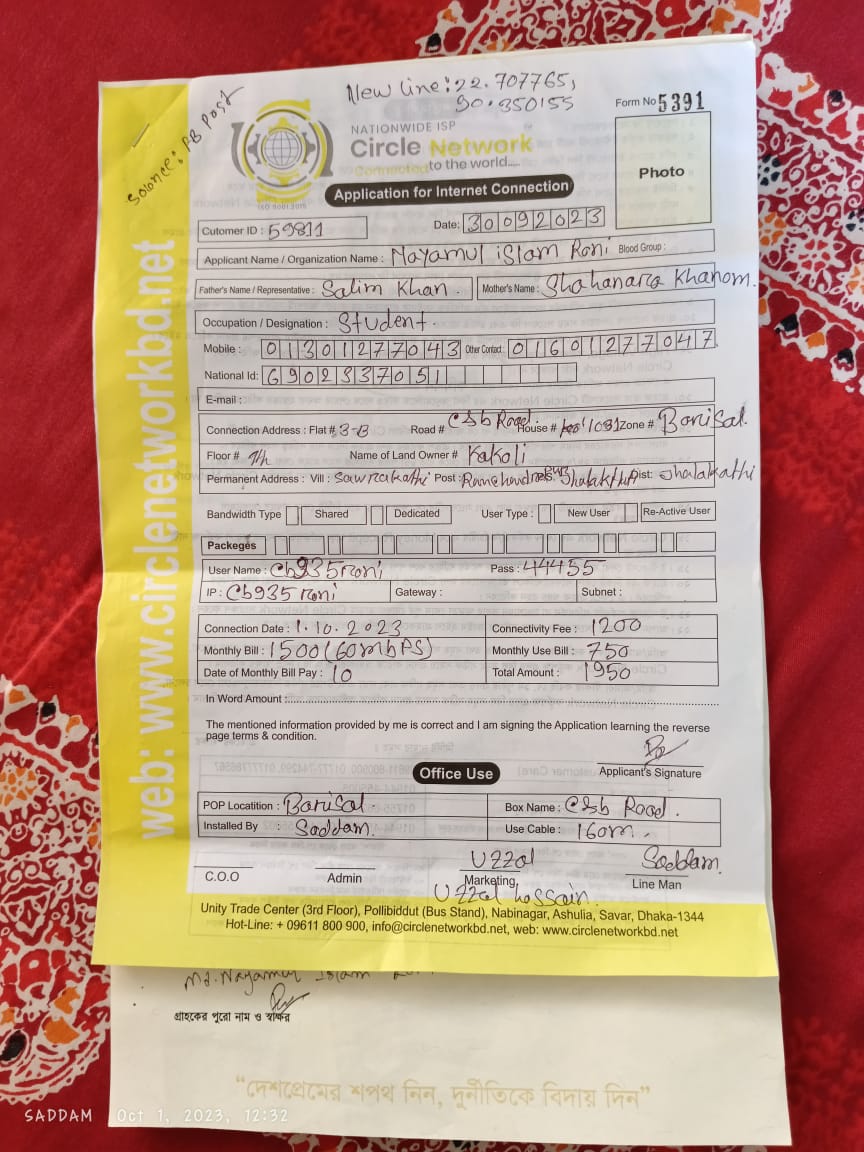 New line: 22.707765,
90.350155
Form No 5391
Solonce: PB Post
NATIONWIDE ISP
Circle Network
Connected to the world....
ISO 9001:2015
Application for Internet Connection
Photo
Cutomer ID : 59811 Date: 30092023
Applicant Name / Organization Name : Nayamul islam Roni Blood Group :
Father's Name / Representative : Salim Khan. Mother's Name : Shahanara Khanom.
Occupation / Designation : Student.
Mobile : 01301277043 Other Contact : 01601277047
National Id: 6902337051
E-mail :
Connection Address : Flat # 3-B Road # CSb Road House # 1081 Zone # Barisal.
Floor # Name of Land Owner # Kakoli
Permanent Address : Vill : Sawrakathi Post : Dist: Jhalakathi
Bandwidth Type Shared Dedicated User Type : New User Re-Active User
Packeges
User Name : Cb935roni Pass : 44455
IP : Cb935 roni Gateway : Subnet :
Connection Date : 1.10.2023 Connectivity Fee : 1200
Monthly Bill : 1500 (60mbPS) Monthly Use Bill : 750
Date of Monthly Bill Pay : 10 Total Amount : 1950
In Word Amount :
The mentioned information provided by me is correct and I am signing the Application learning the reverse
page terms & condition.
Applicant's Signature
Office Use
POP Locatition : Barisal. Box Name : CSb Road.
Installed By : Saddam. Use Cable : 160m.
Uzzal Saddam.
C.O.O Admin Marketing, Line Man
Uzzal hossain.
Unity Trade Center (3rd Floor), Pollibiddut (Bus Stand), Nabinagar, Ashulia, Savar, Dhaka-1344
Hot-Line: + 09611 800 900, info@circlenetworkbd.net, web: www.circlenetworkbd.net
web: www.circlenetworkbd.net
Md. Nayamul Islam
গ্রাহকের পুরো নাম ও স্বাক্ষর
“দেশপ্রেমের শপথ নিন, দুর্নীতিকে বিদায় দিন”
SADDAM Oct 1, 2023, 12:32